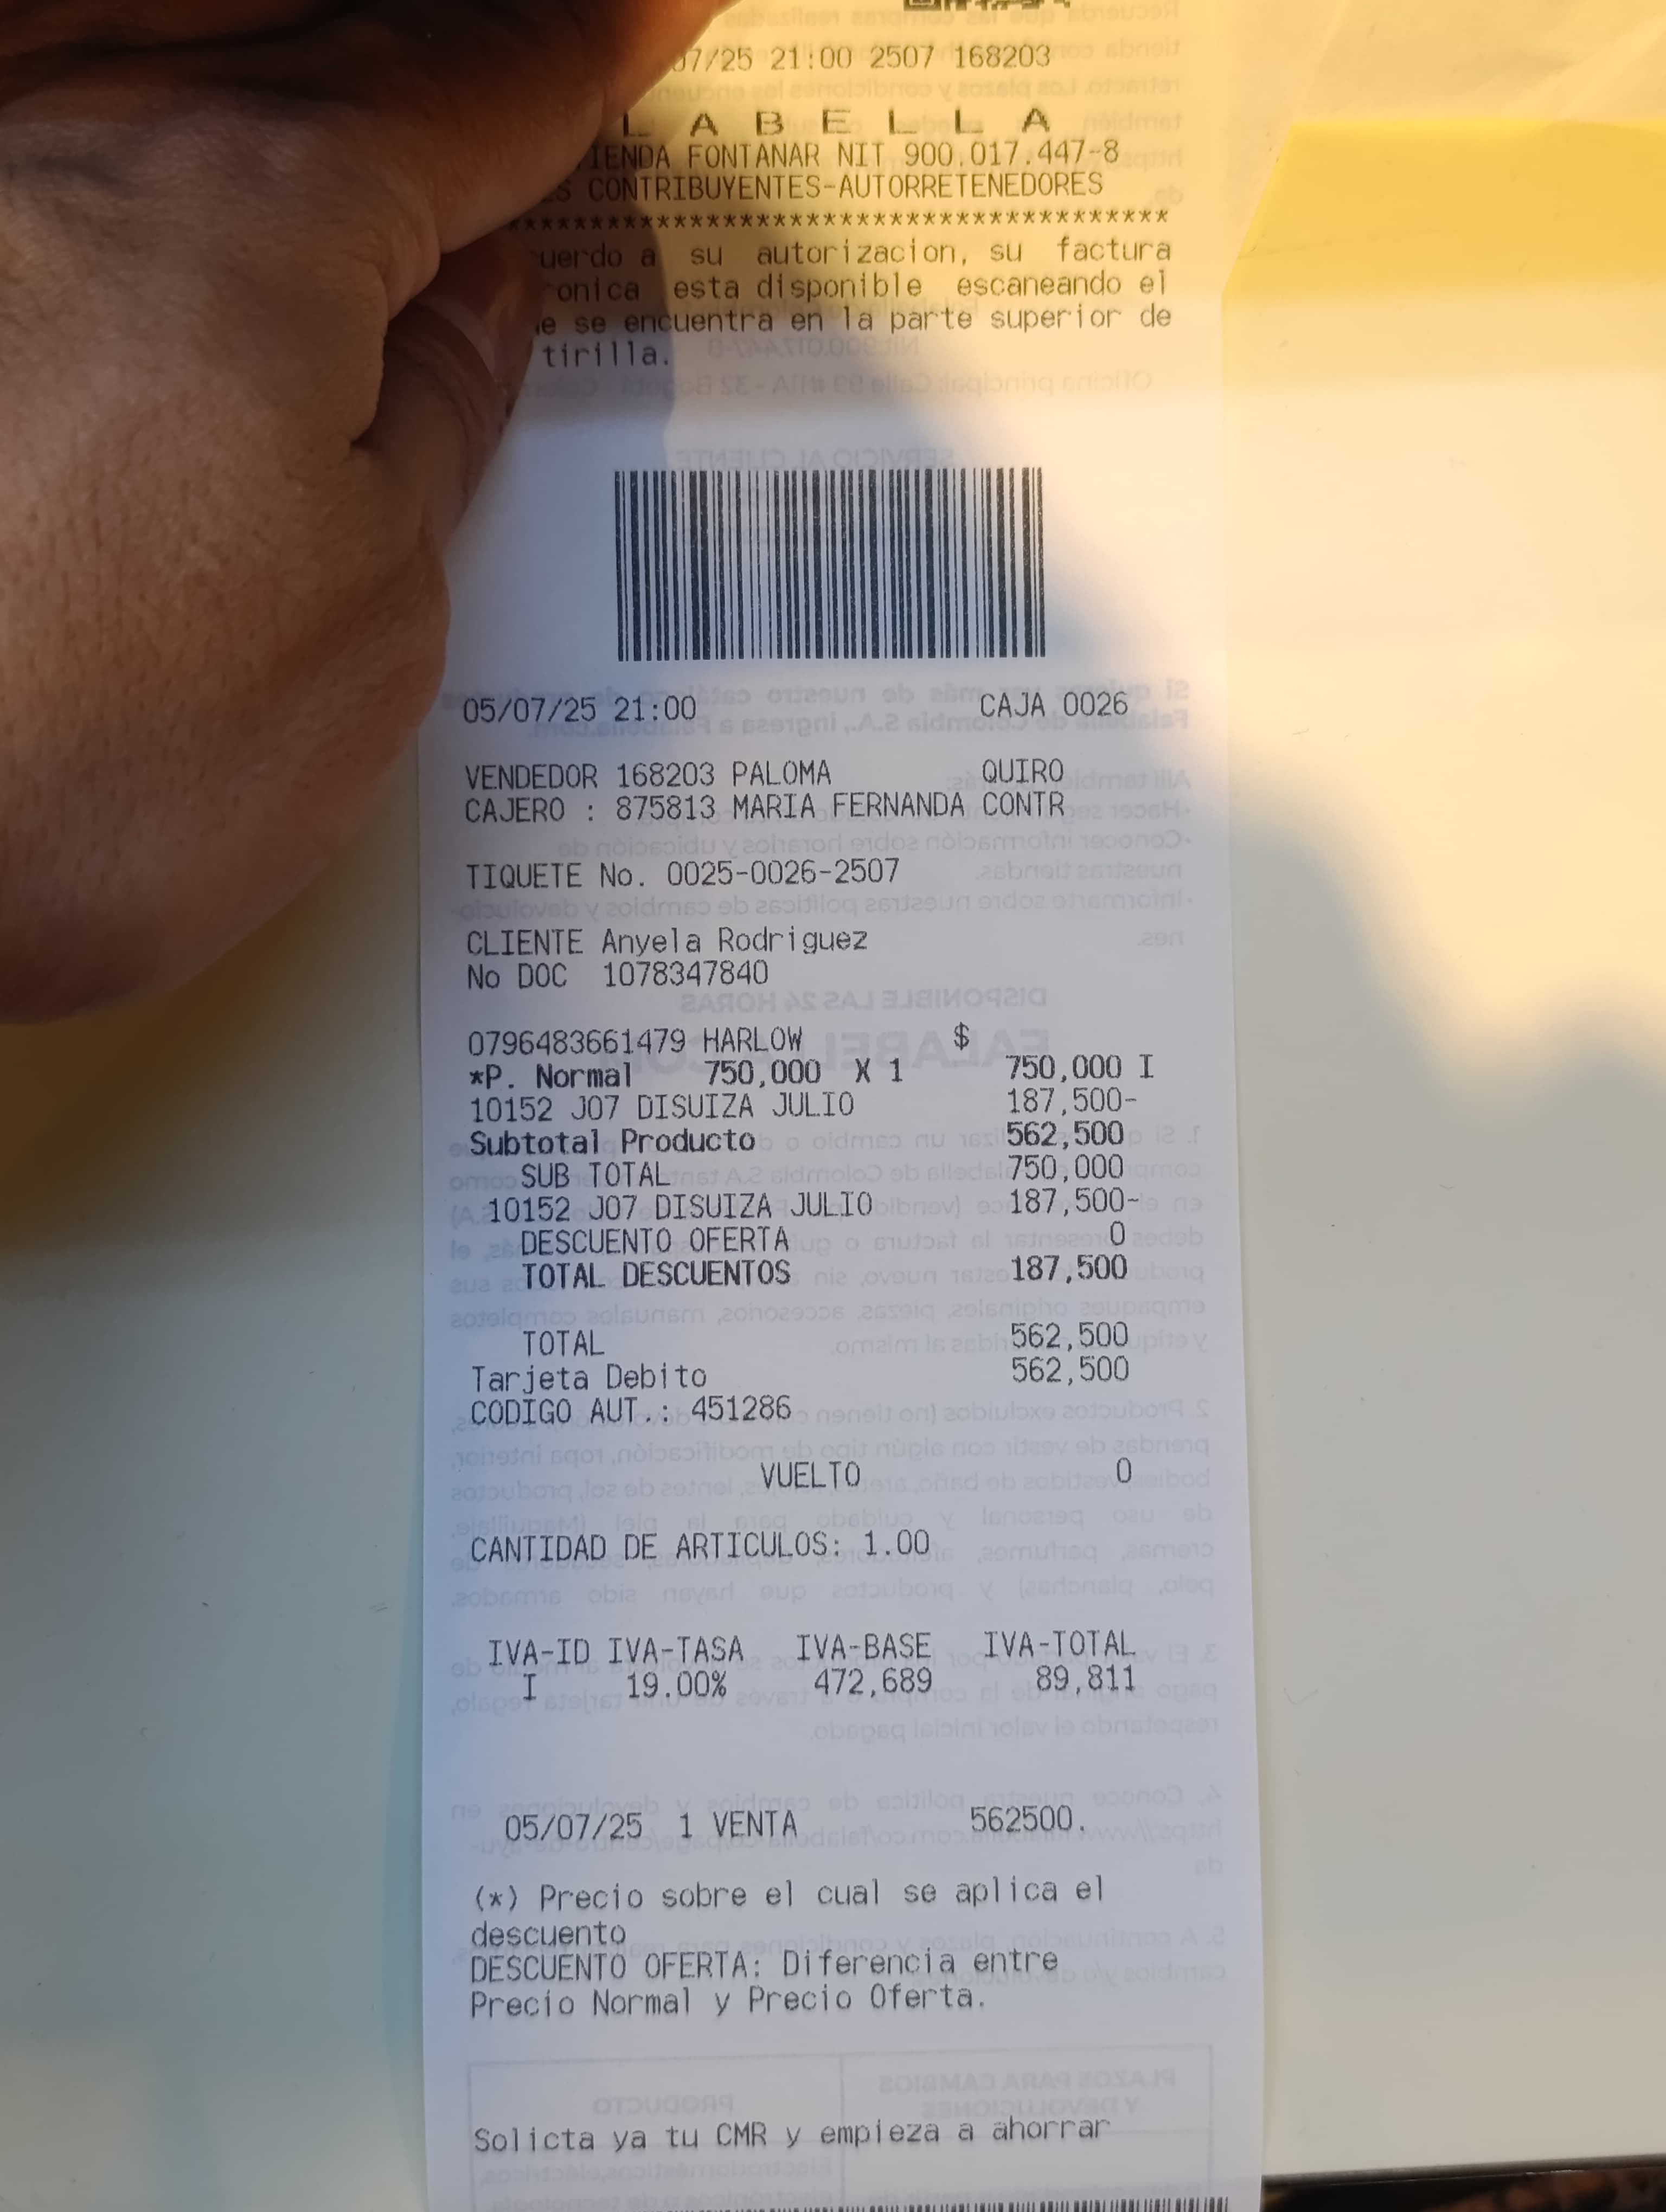 07/25 21:00 2507 168203
L A B E L L A
IENDA FONTANAR NIT 900.017.447-8
S CONTRIBUYENTES-AUTORRETENEDORES
****************************************
uerdo a su autorizacion, su factura
onica esta disponible escaneando el
e se encuentra en la parte superior de
tirilla.
05/07/25 21:00 CAJA 0026
VENDEDOR 168203 PALOMA QUIRO
CAJERO : 875813 MARIA FERNANDA CONTR
TIQUETE No. 0025-0026-2507
CLIENTE Anyela Rodriguez
No DOC 1078347840
0796483661479 HARLOW $
*P. Normal 750,000 X 1 750,000 I
10152 J07 DISUIZA JULIO 187,500-
Subtotal Producto 562,500
SUB TOTAL 750,000
10152 J07 DISUIZA JULIO 187,500-
DESCUENTO OFERTA 0
TOTAL DESCUENTOS 187,500
TOTAL 562,500
Tarjeta Debito 562,500
CODIGO AUT.: 451286
VUELTO 0
CANTIDAD DE ARTICULOS: 1.00
IVA-ID IVA-TASA IVA-BASE IVA-TOTAL
I 19.00% 472,689 89,811
05/07/25 1 VENTA 562500.
(*) Precio sobre el cual se aplica el
descuento
DESCUENTO OFERTA: Diferencia entre
Precio Normal y Precio Oferta.
Solicta ya tu CMR y empieza a ahorrar